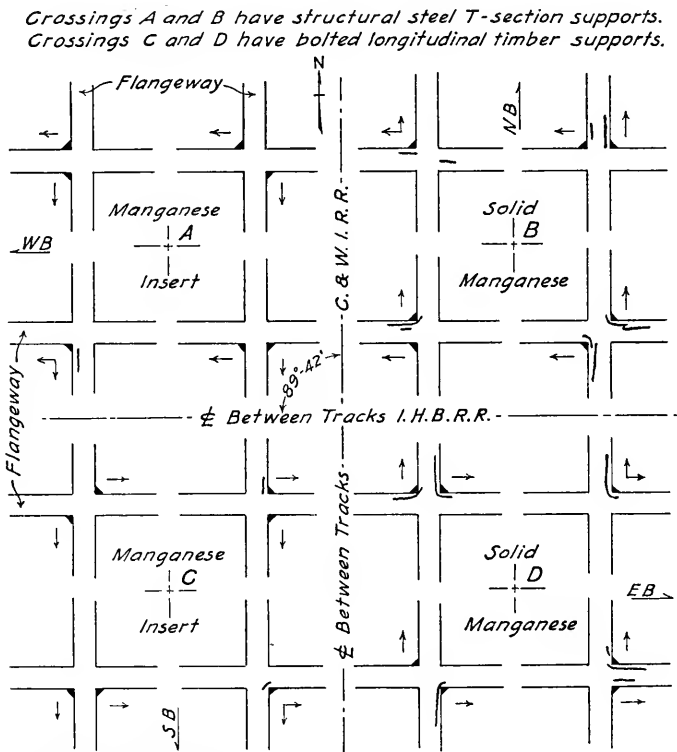 Crossings A and B have structural steel T-section supports.
Crossings C and D have bolted longitudinal timber supports.
Flangeway
N
NB
C. & W. I. R. R.
Manganese
A
Insert
Solid
B
Manganese
WB
Flangeway
89°-42'
℄ Between Tracks I.H.B.R.R.
℄ Between Tracks
Manganese
C
Insert
Solid
D
Manganese
EB
SB